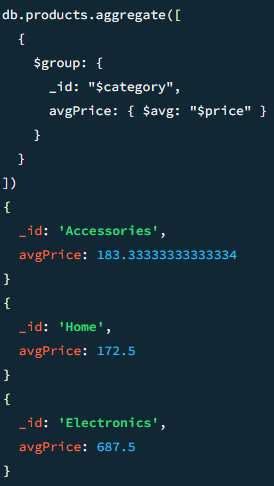 db.products.aggregate([
  {
    $group: {
      _id: "$category",
      avgPrice: { $avg: "$price" }
    }
  }
])
{
  _id: 'Accessories',
  avgPrice: 183.33333333333334
}
{
  _id: 'Home',
  avgPrice: 172.5
}
{
  _id: 'Electronics',
  avgPrice: 687.5
}